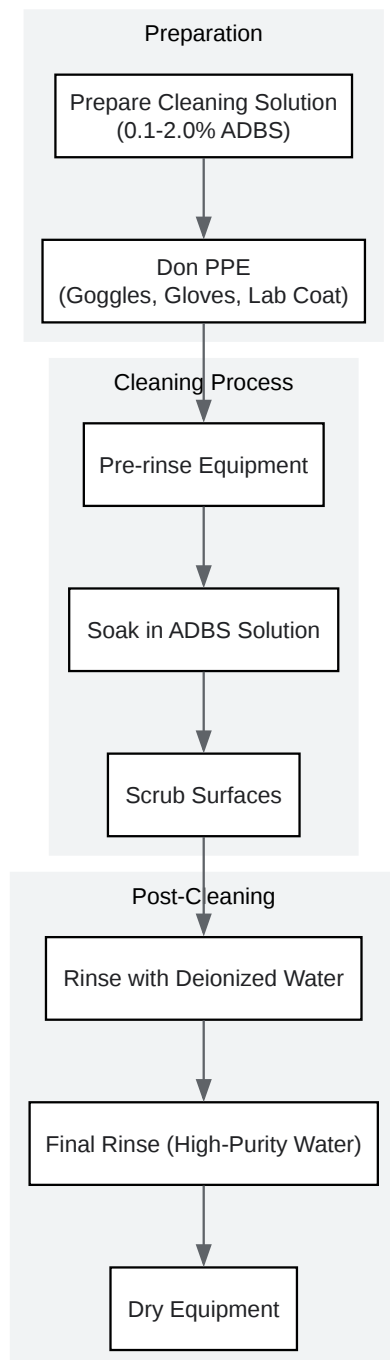 Preparation
Prepare Cleaning Solution
(0.1-2.0% ADBS)
Don PPE
(Goggles, Gloves, Lab Coat)
Cleaning Process
Pre-rinse Equipment
Soak in ADBS Solution
Scrub Surfaces
Post-Cleaning
Rinse with Deionized Water
Final Rinse (High-Purity Water)
Dry Equipment